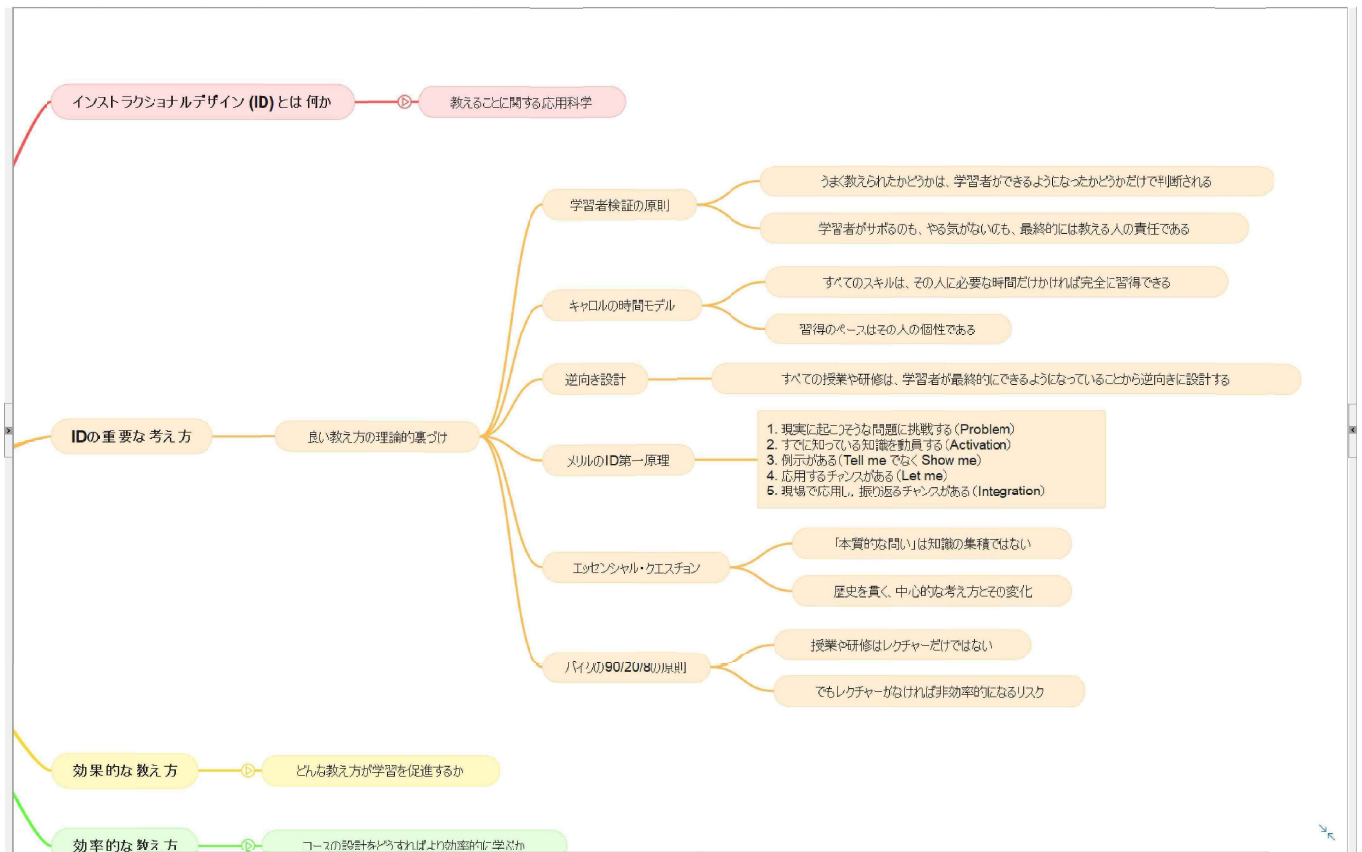 インストラクショナルデザイン (ID) とは 何か
教えることに関する応用科学
IDの重要な考え方
良い教え方の理論的裏づけ
学習者検証の原則
うまく教えられたかどうかは、学習者ができるようになったかどうかだけで判断される
学習者がサボるのも、やる気がないのも、最終的には教える人の責任である
キャロルの時間モデル
すべてのスキルは、その人に必要な時間だけかければ完全に習得できる
習得のペースはその人の個性である
逆向き設計
すべての授業や研修は、学習者が最終的にできるようになっていることから逆向きに設計する
メリルのID第一原理
1. 現実に起こりそうな問題に挑戦する (Problem)
2. すでに知っている知識を動員する (Activation)
3. 例示がある (Tell me でなく Show me)
4. 応用するチャンスがある (Let me)
5. 現場で応用し、振り返るチャンスがある (Integration)
エッセンシャル・クエスチョン
「本質的な問い」は知識の集積ではない
歴史を貫く、中心的な考え方とその変化
パイクの90/20/8の原則
授業や研修はレクチャーだけではない
でもレクチャーがなければ非効率的になるリスク
効果的な教え方
どんな教え方が学習を促進するか
効率的な教え方
コースの設計をどうすればより効率的に学ぶか